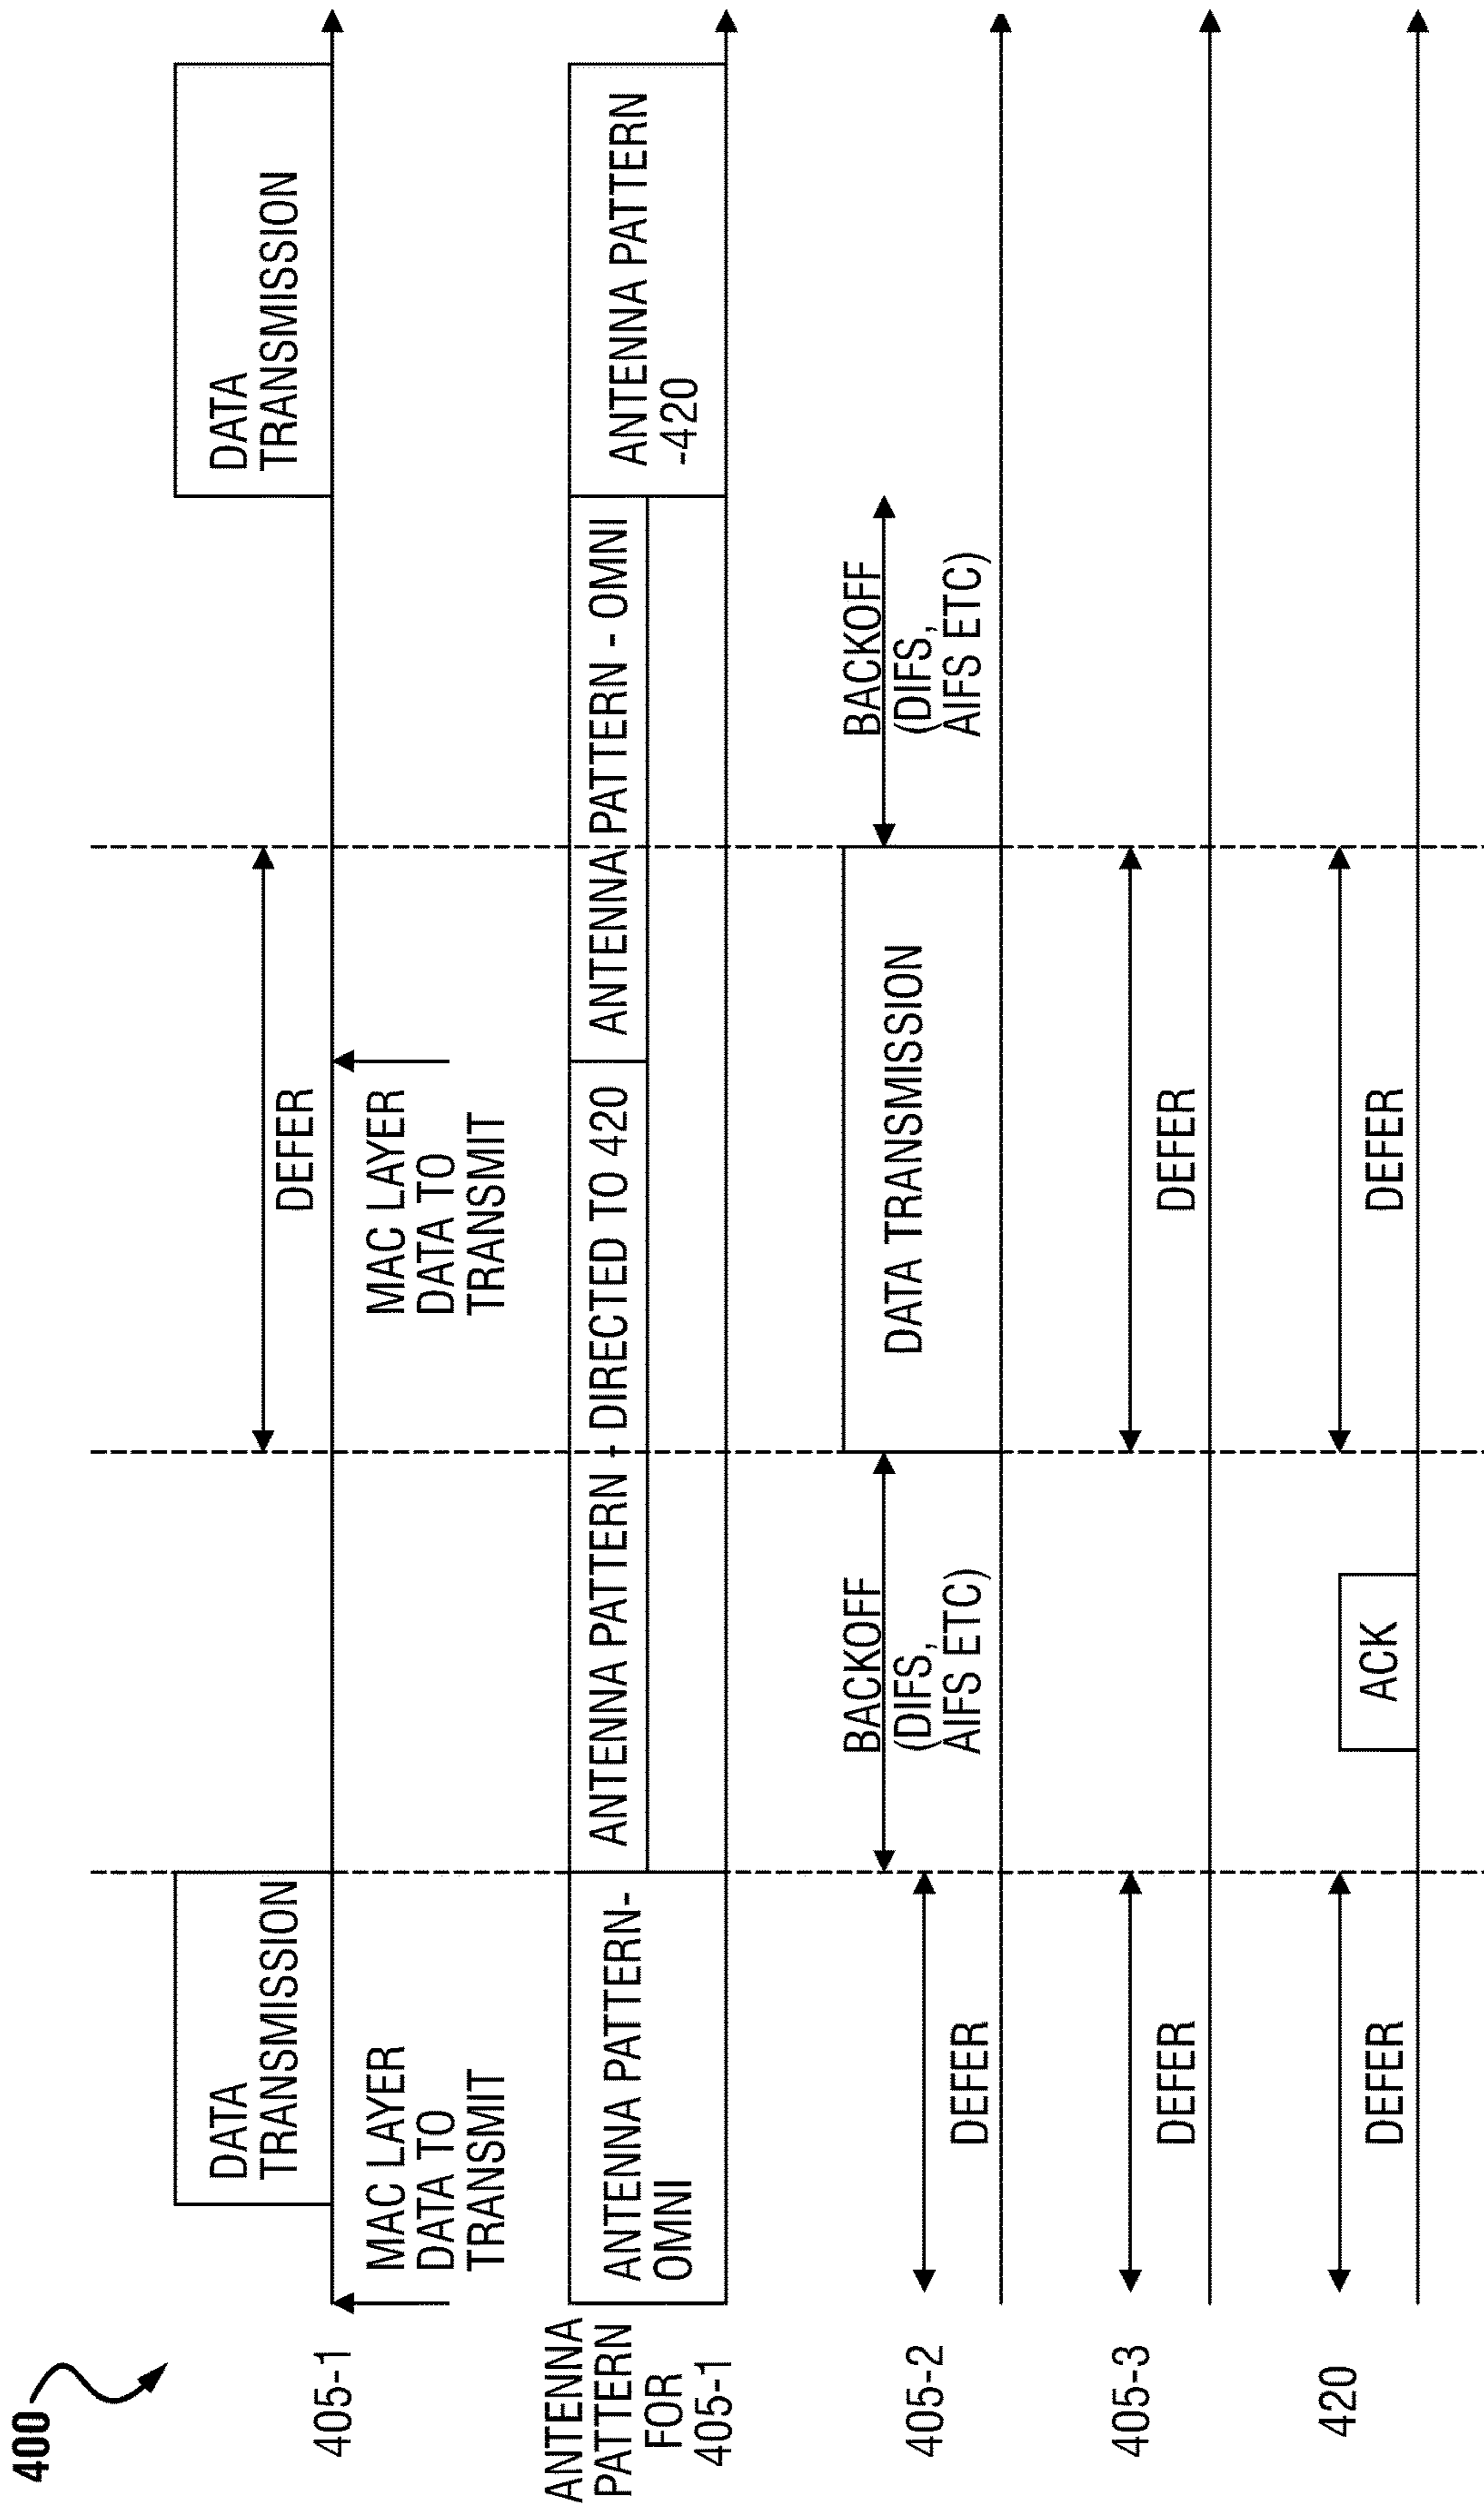 400
405-1
DATA
TRANSMISSION
MAC LAYER
DATA TO
TRANSMIT
DEFER
MAC LAYER
DATA TO
TRANSMIT
DATA
TRANSMISSION
ANTENNA
PATTERN
FOR
405-1
ANTENNA PATTERN-
OMNI
ANTENNA PATTERN - DIRECTED TO 420
ANTENNA PATTERN - OMNI
ANTENNA PATTERN
-420
405-2
DEFER
BACKOFF
(DIFS,
AIFS ETC)
DATA TRANSMISSION
BACKOFF
(DIFS,
AIFS ETC)
405-3
DEFER
DEFER
420
DEFER
ACK
DEFER